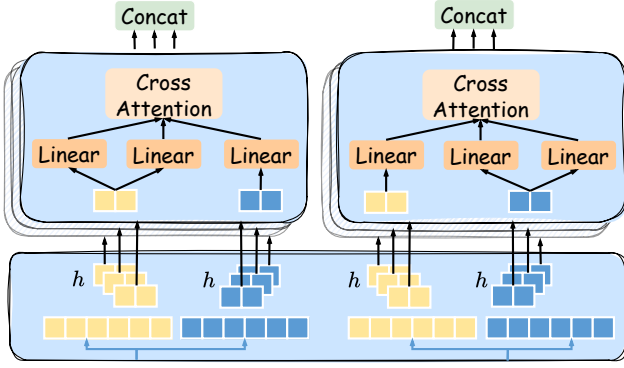 Concat
Concat
Cross
Attention
Cross
Attention
Linear
Linear
Linear
Linear
Linear
Linear
h
h
h
h